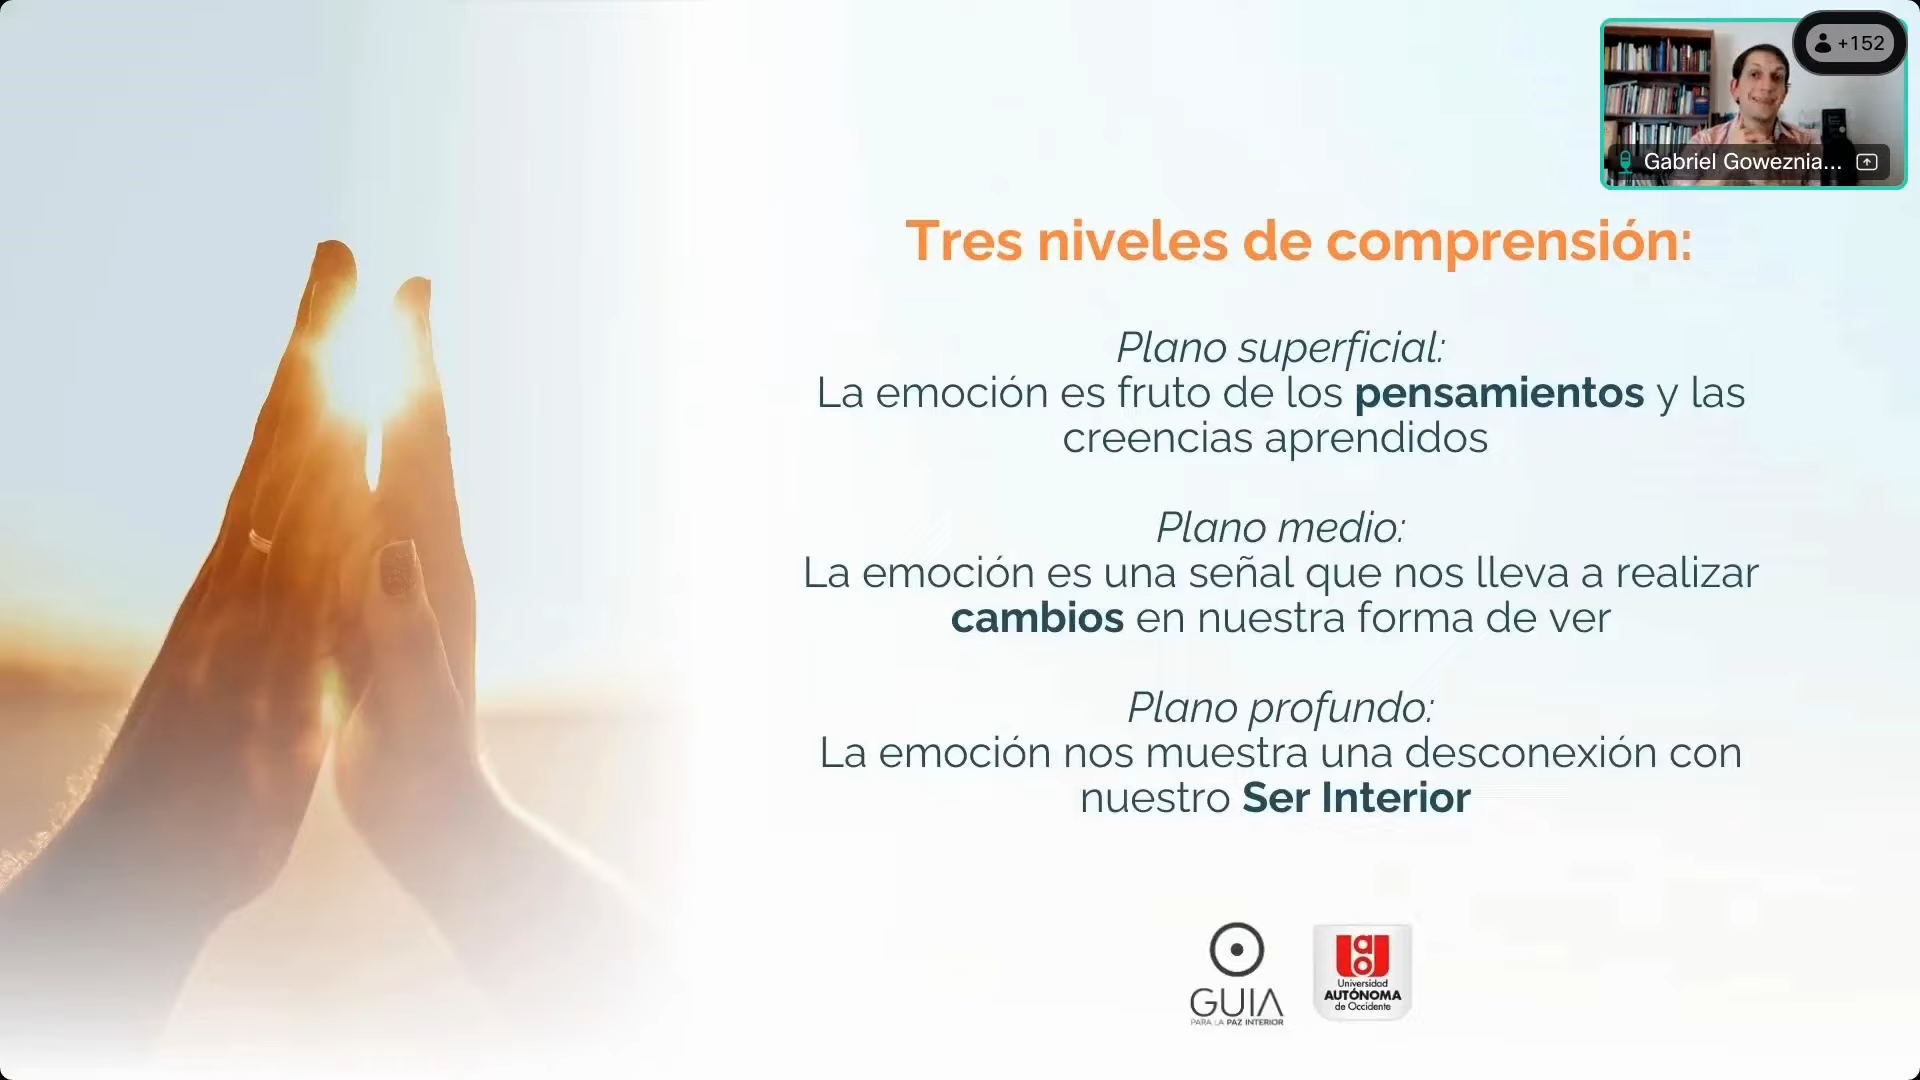 +152
Gabriel Goweznia...
Tres niveles de comprensión:
Plano superficial:
La emoción es fruto de los pensamientos y las
creencias aprendidos
Plano medio:
La emoción es una señal que nos lleva a realizar
cambios en nuestra forma de ver
Plano profundo:
La emoción nos muestra una desconexión con
nuestro Ser Interior
GUIA
PARA LA PAZ INTERIOR
uao
Universidad
AUTÓNOMA
de Occidente